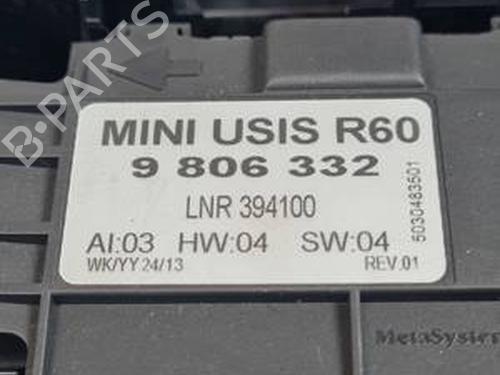 B-PARTS
MINI USIS R60
9 806 332
LNR 394100
AI:03 HW:04 SW:04
WK/YY 24/13 REV.01
5030483501
MetaSystem